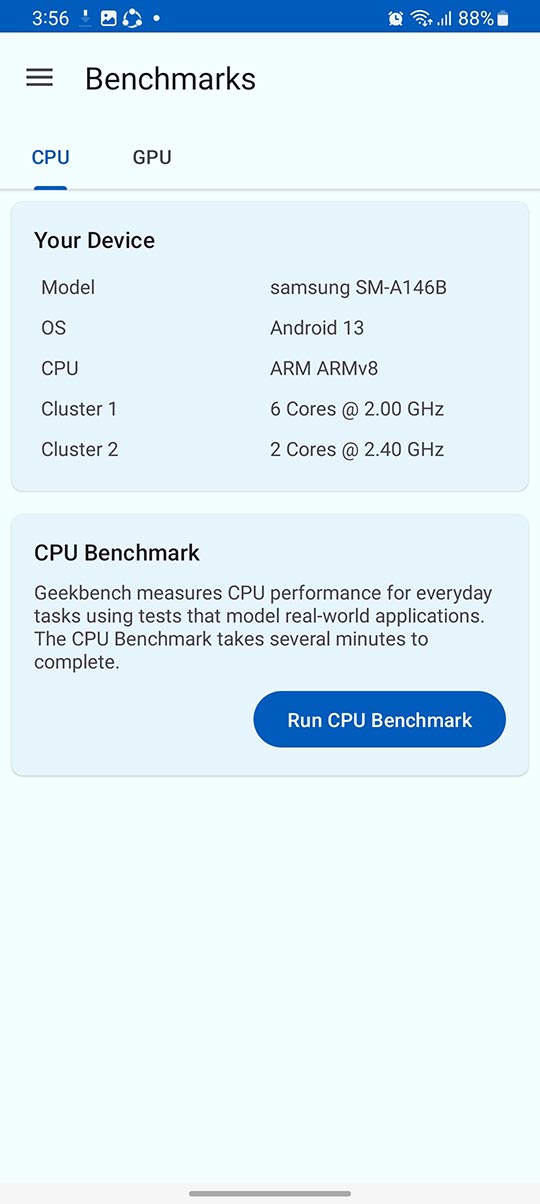 3:56 88%
Benchmarks
CPU GPU
Your Device
Model samsung SM-A146B
OS Android 13
CPU ARM ARMv8
Cluster 1 6 Cores @ 2.00 GHz
Cluster 2 2 Cores @ 2.40 GHz
CPU Benchmark
Geekbench measures CPU performance for everyday
tasks using tests that model real-world applications.
The CPU Benchmark takes several minutes to
complete.
Run CPU Benchmark